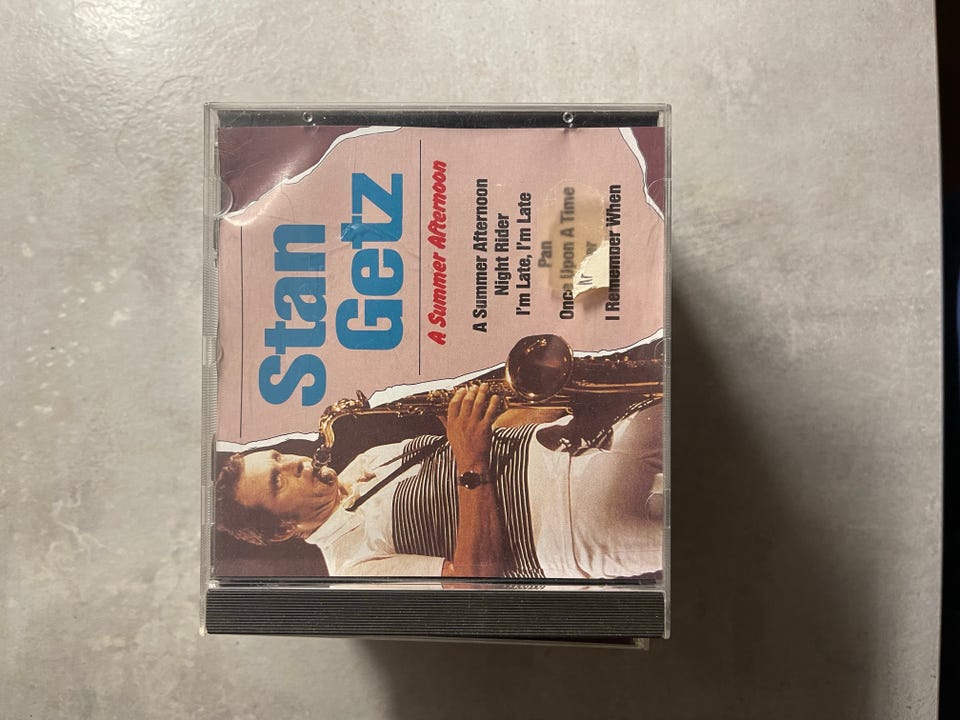 Stan
Getz
A Summer Afternoon
A Summer Afternoon
Night Rider
I'm Late, I'm Late
Pan
Once Upon A Time
I Remember When